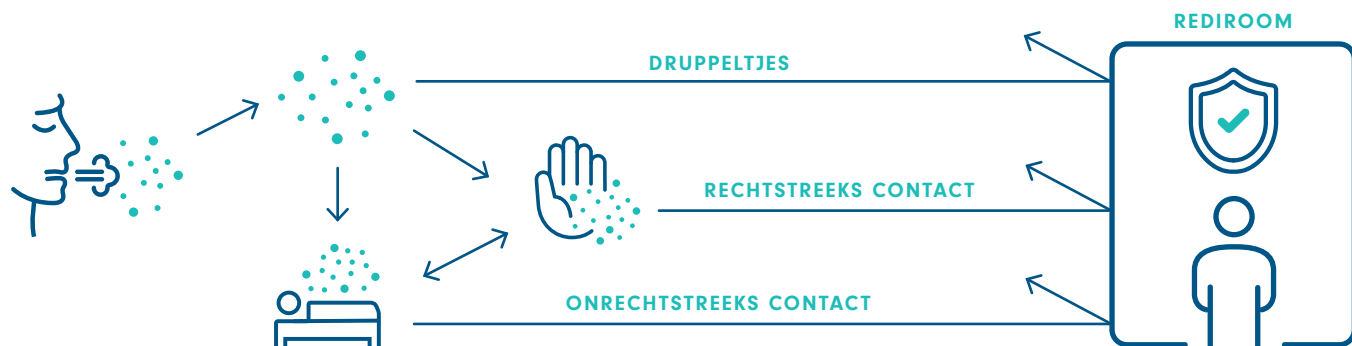 REDIROOM
DRUPPELTJES
RECHTSTREEKS CONTACT
ONRECHTSTREEKS CONTACT